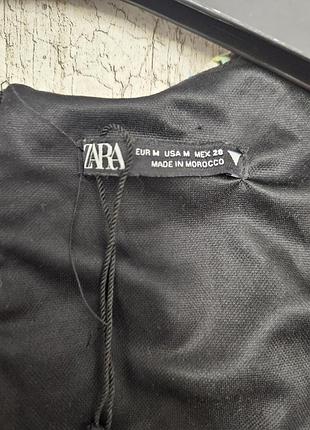 ZARA
EUR M USA M MEX 28
MADE IN MOROCCO